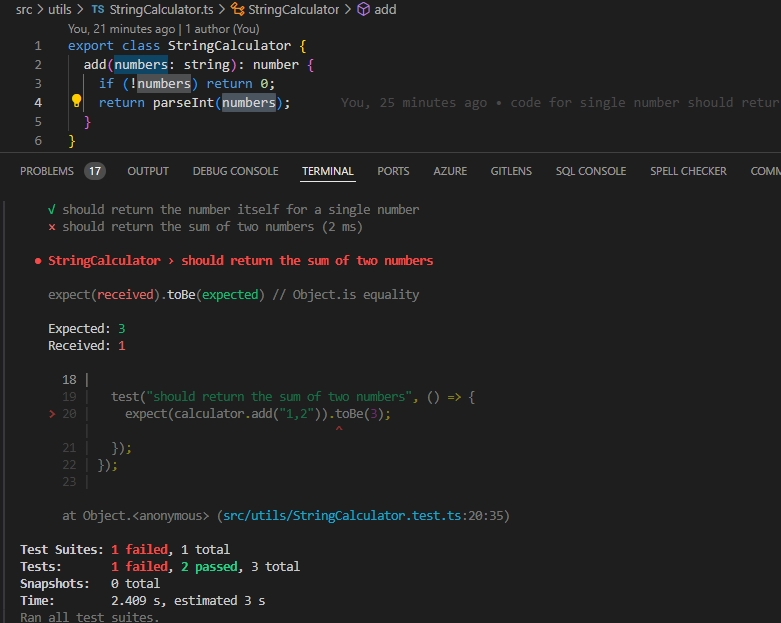 src > utils > TS StringCalculator.ts > StringCalculator > add
You, 21 minutes ago | 1 author (You)
1 export class StringCalculator {
2 add(numbers: string): number {
3 if (!numbers) return 0;
4 return parseInt(numbers); You, 25 minutes ago • code for single number should retur
5 }
6 }
PROBLEMS 17 OUTPUT DEBUG CONSOLE TERMINAL PORTS AZURE GITLENS SQL CONSOLE SPELL CHECKER COMM
√ should return the number itself for a single number
× should return the sum of two numbers (2 ms)
● StringCalculator › should return the sum of two numbers
expect(received).toBe(expected) // Object.is equality
Expected: 3
Received: 1
18 |
19 | test("should return the sum of two numbers", () => {
> 20 | expect(calculator.add("1,2")).toBe(3);
| ^
21 | });
22 | });
23 |
at Object.<anonymous> (src/utils/StringCalculator.test.ts:20:35)
Test Suites: 1 failed, 1 total
Tests: 1 failed, 2 passed, 3 total
Snapshots: 0 total
Time: 2.409 s, estimated 3 s
Ran all test suites.